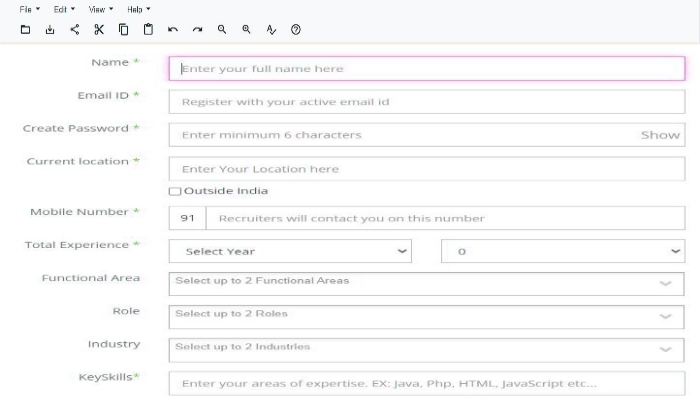 File Edit View Help
Name * Enter your full name here
Email ID * Register with your active email id
Create Password * Enter minimum 6 characters Show
Current location * Enter Your Location here
Outside India
Mobile Number * 91 Recruiters will contact you on this number
Total Experience * Select Year 0
Functional Area Select up to 2 Functional Areas
Role Select up to 2 Roles
Industry Select up to 2 Industries
KeySkills* Enter your areas of expertise. EX: Java, Php, HTML, JavaScript etc...